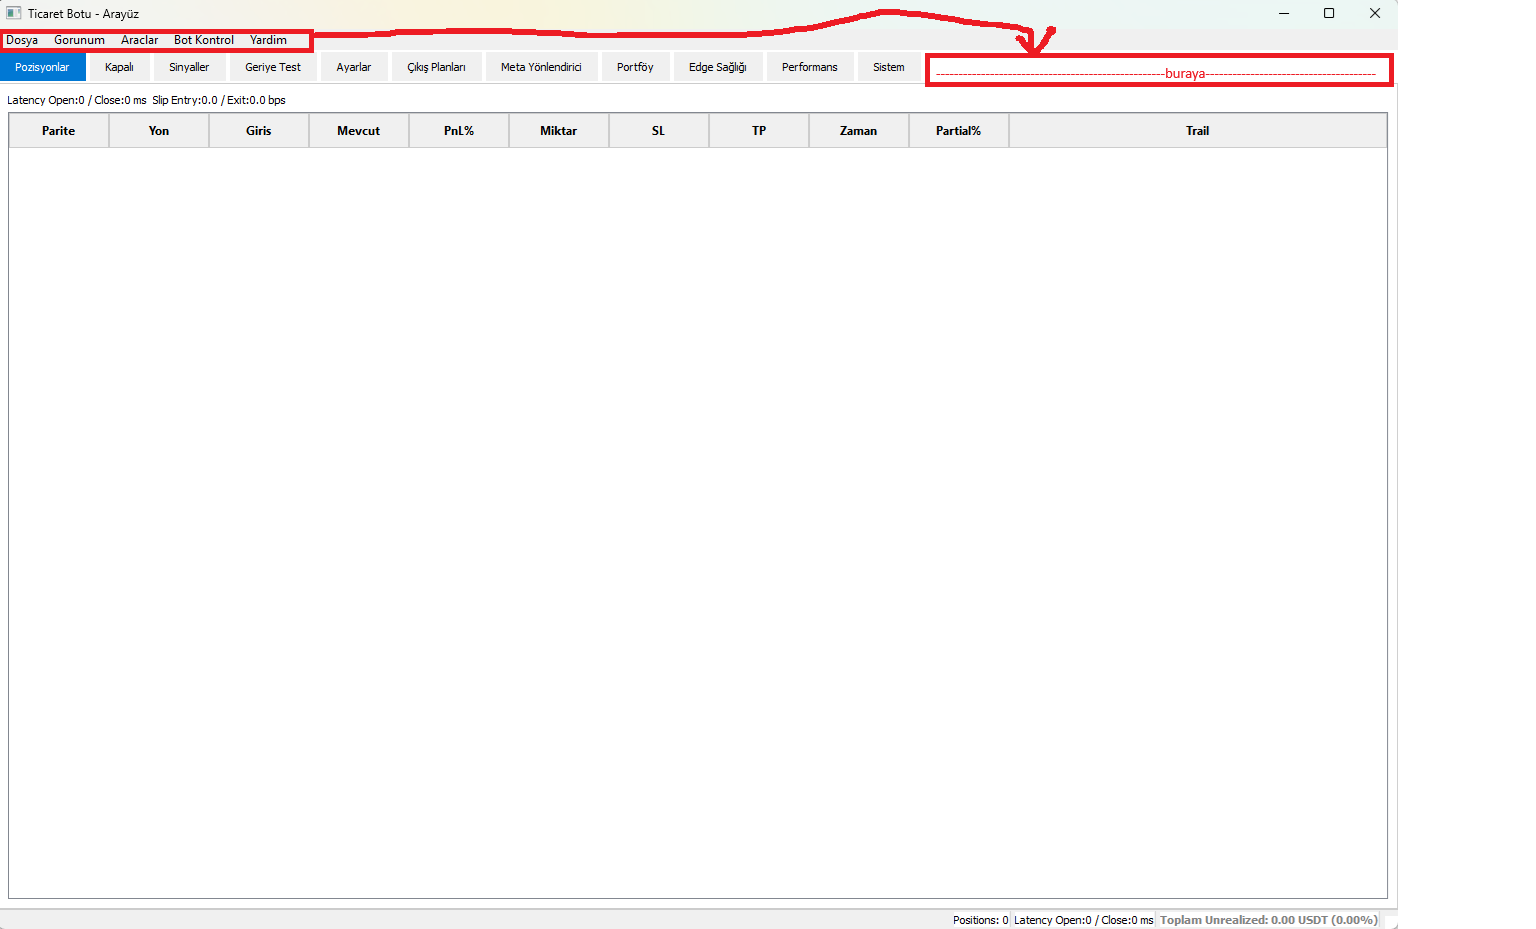 Ticaret Botu - Arayüz
Dosya Gorunum Araclar Bot Kontrol Yardim
Pozisyonlar Kapalı Sinyaller Geriye Test Ayarlar Çıkış Planları Meta Yönlendirici Portföy Edge Sağlığı Performans Sistem ------------------------------------------------buraya------------------------------------
Latency Open:0 / Close:0 ms Slip Entry:0.0 / Exit:0.0 bps
Parite Yon Giris Mevcut PnL% Miktar SL TP Zaman Partial% Trail
Positions: 0 Latency Open:0 / Close:0 ms Toplam Unrealized: 0.00 USDT (0.00%)